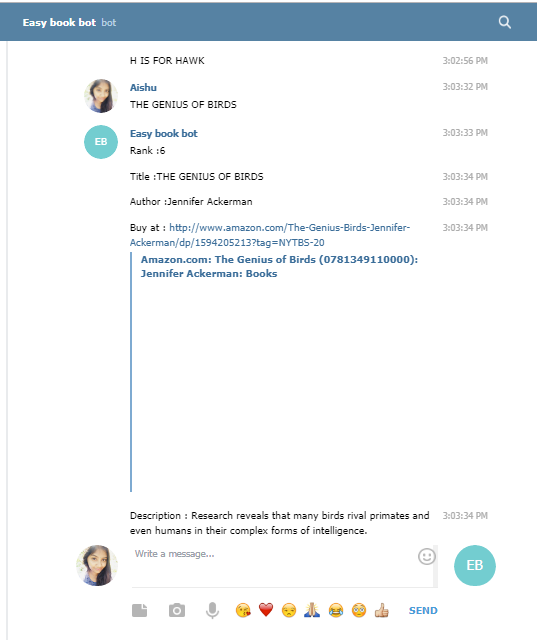 Easy book bot bot
H IS FOR HAWK 3:02:56 PM
Aishu 3:03:32 PM
THE GENIUS OF BIRDS
EB Easy book bot 3:03:33 PM
Rank :6
Title :THE GENIUS OF BIRDS 3:03:34 PM
Author :Jennifer Ackerman 3:03:34 PM
Buy at : http://www.amazon.com/The-Genius-Birds-Jennifer- 3:03:34 PM
Ackerman/dp/1594205213?tag=NYTBS-20
Amazon.com: The Genius of Birds (0781349110000):
Jennifer Ackerman: Books
Description : Research reveals that many birds rival primates and 3:03:34 PM
even humans in their complex forms of intelligence.
Write a message...
EB
SEND